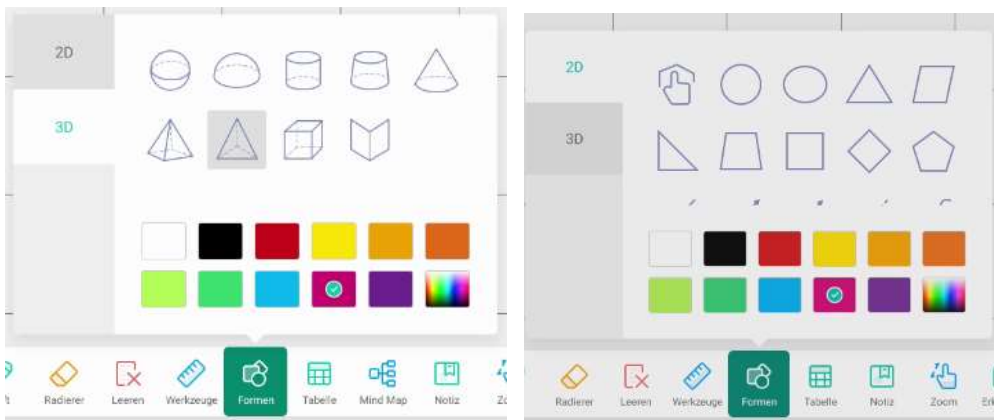 2D
3D
Radierer
Leeren
Werkzeuge
Formen
Tabelle
Mind Map
Notiz
2D
3D
Radierer
Leeren
Werkzeuge
Formen
Tabelle
Notiz
Zoom